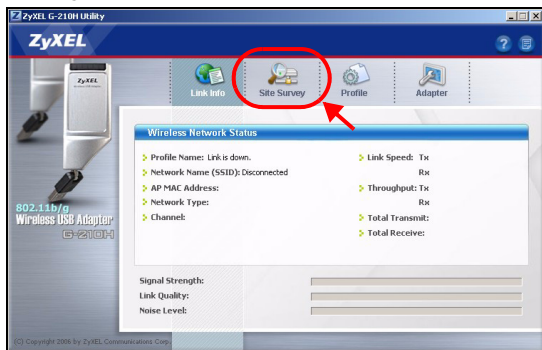 ZyXEL G-210H Utility
ZyXEL
ZyXEL
Link Info
Site Survey
Profile
Adapter
802.11b/g
Wireless USB Adapter
G-210H
Wireless Network Status
Profile Name: Link is down.
Network Name (SSID): Disconnected
AP MAC Address:
Network Type:
Channel:
Link Speed: Tx
Rx
Throughput: Tx
Rx
Total Transmit:
Total Receive:
Signal Strength:
Link Quality:
Noise Level:
(C) Copyright 2006 by ZyXEL Communications Corp.